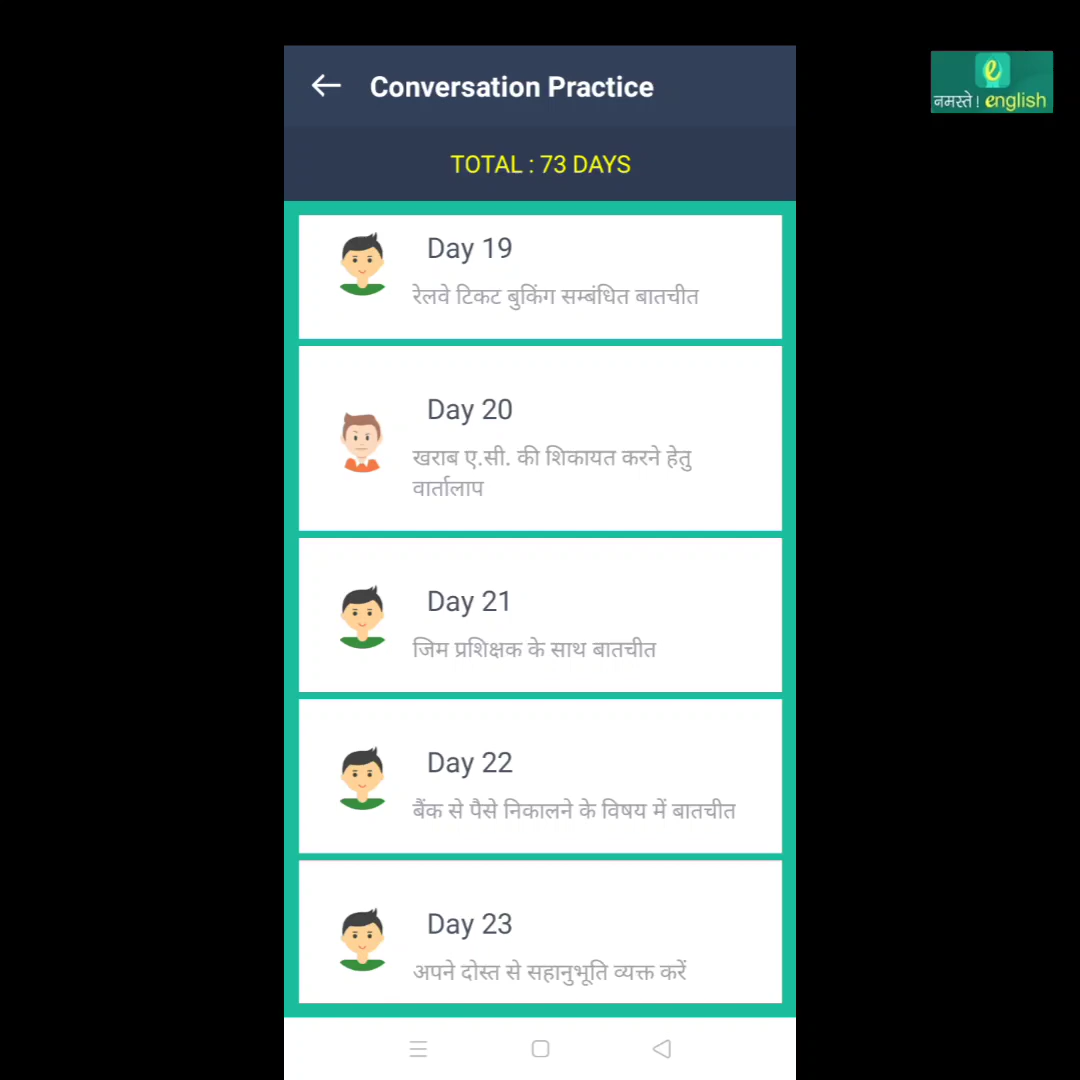 Conversation Practice
नमस्ते! english
TOTAL : 73 DAYS
Day 19
रेलवे टिकट बुकिंग सम्बंधित बातचीत
Day 20
खराब ए.सी. की शिकायत करने हेतु
वार्तालाप
Day 21
जिम प्रशिक्षक के साथ बातचीत
Day 22
बैंक से पैसे निकालने के विषय में बातचीत
Day 23
अपने दोस्त से सहानुभूति व्यक्त करें